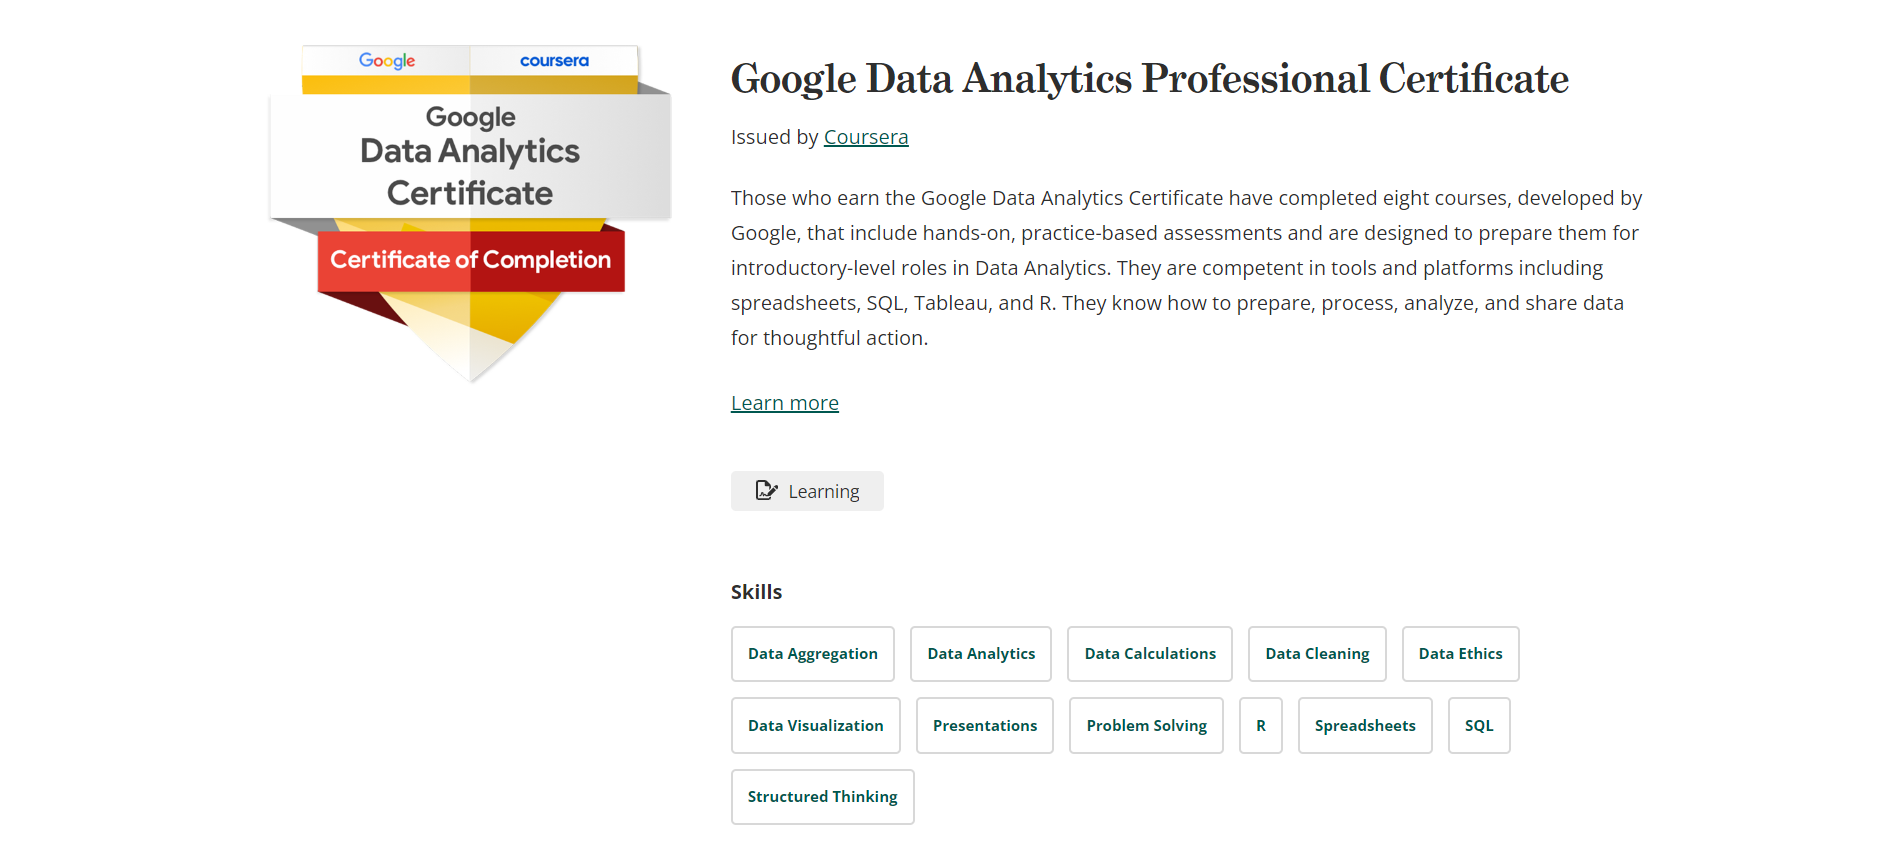 Google
coursera
Google
Data Analytics
Certificate
Certificate of Completion
Google Data Analytics Professional Certificate
Issued by Coursera
Those who earn the Google Data Analytics Certificate have completed eight courses, developed by
Google, that include hands-on, practice-based assessments and are designed to prepare them for
introductory-level roles in Data Analytics. They are competent in tools and platforms including
spreadsheets, SQL, Tableau, and R. They know how to prepare, process, analyze, and share data
for thoughtful action.
Learn more
Learning
Skills
Data Aggregation
Data Analytics
Data Calculations
Data Cleaning
Data Ethics
Data Visualization
Presentations
Problem Solving
R
Spreadsheets
SQL
Structured Thinking